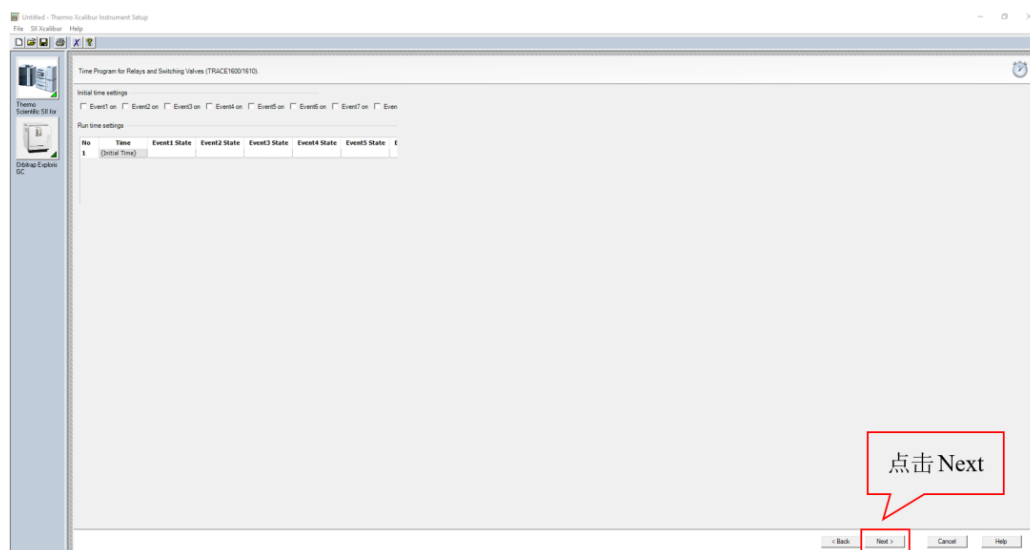 Untitled - Thermo Xcalibur Instrument Setup
File SII Xcalibur Help
Thermo
Scientific SII for
Orbitrap Exploris
GC
Time Program for Relays and Switching Valves (TRACE1600/1610).
Initial time settings
Event1 on Event2 on Event3 on Event4 on Event5 on Event6 on Event7 on Even
Run time settings
No Time Event1 State Event2 State Event3 State Event4 State Event5 State E
1 {Initial Time}
点击 Next
< Back Next > Cancel Help